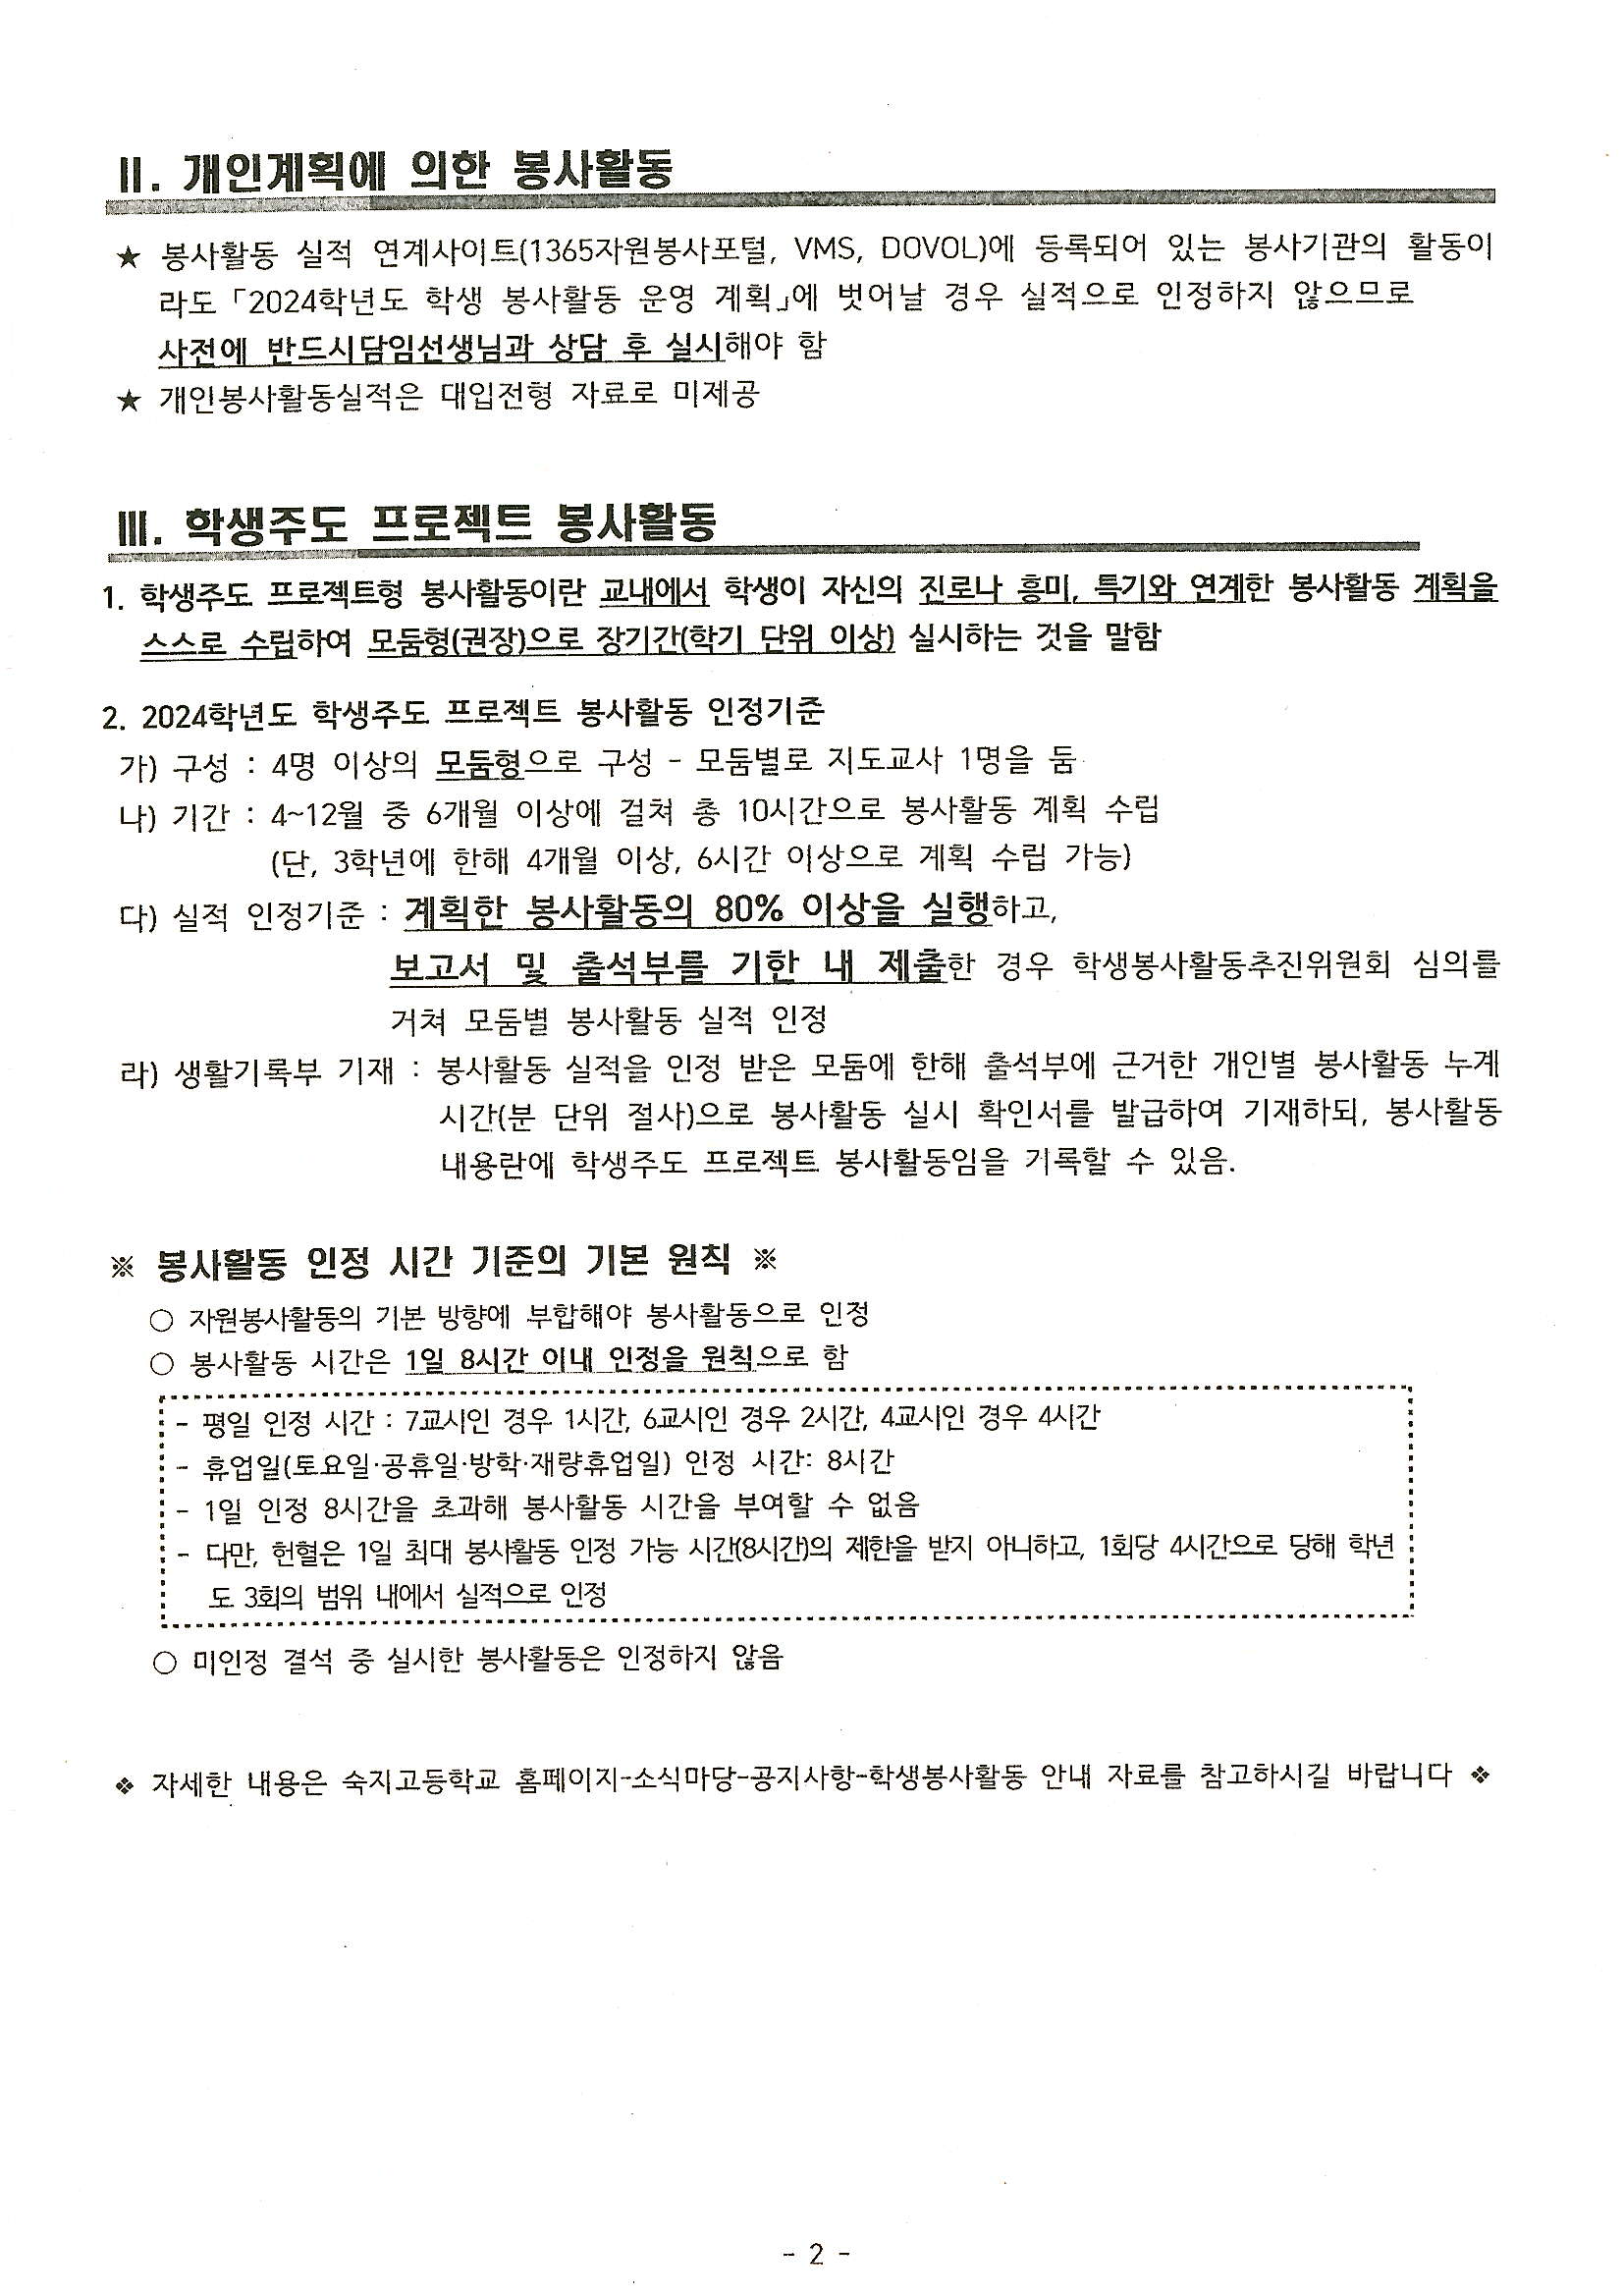 Ⅱ. 개인계획에 의한 봉사활동
★ 봉사활동 실적 연계사이트(1365자원봉사포털, VMS, DOVOL)에 등록되어 있는 봉사기관의 활동이
라도 「2024학년도 학생 봉사활동 운영 계획」에 벗어날 경우 실적으로 인정하지 않으므로
사전에 반드시담임선생님과 상담 후 실시해야 함
★ 개인봉사활동실적은 대입전형 자료로 미제공
Ⅲ. 학생주도 프로젝트 봉사활동
1. 학생주도 프로젝트형 봉사활동이란 교내에서 학생이 자신의 진로나 흥미, 특기와 연계한 봉사활동 계획을
스스로 수립하여 모둠형(권장)으로 장기간(학기 단위 이상) 실시하는 것을 말함
2. 2024학년도 학생주도 프로젝트 봉사활동 인정기준
가) 구성 : 4명 이상의 모둠형으로 구성 - 모둠별로 지도교사 1명을 둠
나) 기간 : 4~12월 중 6개월 이상에 걸쳐 총 10시간으로 봉사활동 계획 수립
(단, 3학년에 한해 4개월 이상, 6시간 이상으로 계획 수립 가능)
다) 실적 인정기준 : 계획한 봉사활동의 80% 이상을 실행하고,
보고서 및 출석부를 기한 내 제출한 경우 학생봉사활동추진위원회 심의를
거쳐 모둠별 봉사활동 실적 인정
라) 생활기록부 기재 : 봉사활동 실적을 인정 받은 모둠에 한해 출석부에 근거한 개인별 봉사활동 누계
시간(분 단위 절사)으로 봉사활동 실시 확인서를 발급하여 기재하되, 봉사활동
내용란에 학생주도 프로젝트 봉사활동임을 기록할 수 있음.
※ 봉사활동 인정 시간 기준의 기본 원칙 ※
○ 자원봉사활동의 기본 방향에 부합해야 봉사활동으로 인정
○ 봉사활동 시간은 1일 8시간 이내 인정을 원칙으로 함
- 평일 인정 시간 : 7교시인 경우 1시간, 6교시인 경우 2시간, 4교시인 경우 4시간
- 휴업일(토요일·공휴일·방학·재량휴업일) 인정 시간: 8시간
- 1일 인정 8시간을 초과해 봉사활동 시간을 부여할 수 없음
- 다만, 헌혈은 1일 최대 봉사활동 인정 가능 시간(8시간)의 제한을 받지 아니하고, 1회당 4시간으로 당해 학년
도 3회의 범위 내에서 실적으로 인정
○ 미인정 결석 중 실시한 봉사활동은 인정하지 않음
❖ 자세한 내용은 숙지고등학교 홈페이지-소식마당-공지사항-학생봉사활동 안내 자료를 참고하시길 바랍니다 ❖
- 2 -